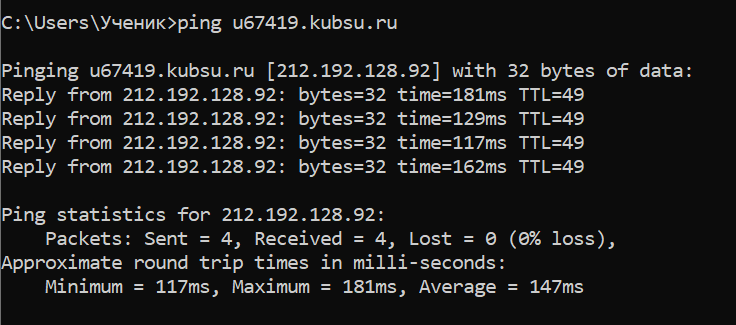 C:\Users\Ученик>ping u67419.kubsu.ru
Pinging u67419.kubsu.ru [212.192.128.92] with 32 bytes of data:
Reply from 212.192.128.92: bytes=32 time=181ms TTL=49
Reply from 212.192.128.92: bytes=32 time=129ms TTL=49
Reply from 212.192.128.92: bytes=32 time=117ms TTL=49
Reply from 212.192.128.92: bytes=32 time=162ms TTL=49
Ping statistics for 212.192.128.92:
    Packets: Sent = 4, Received = 4, Lost = 0 (0% loss),
Approximate round trip times in milli-seconds:
    Minimum = 117ms, Maximum = 181ms, Average = 147ms